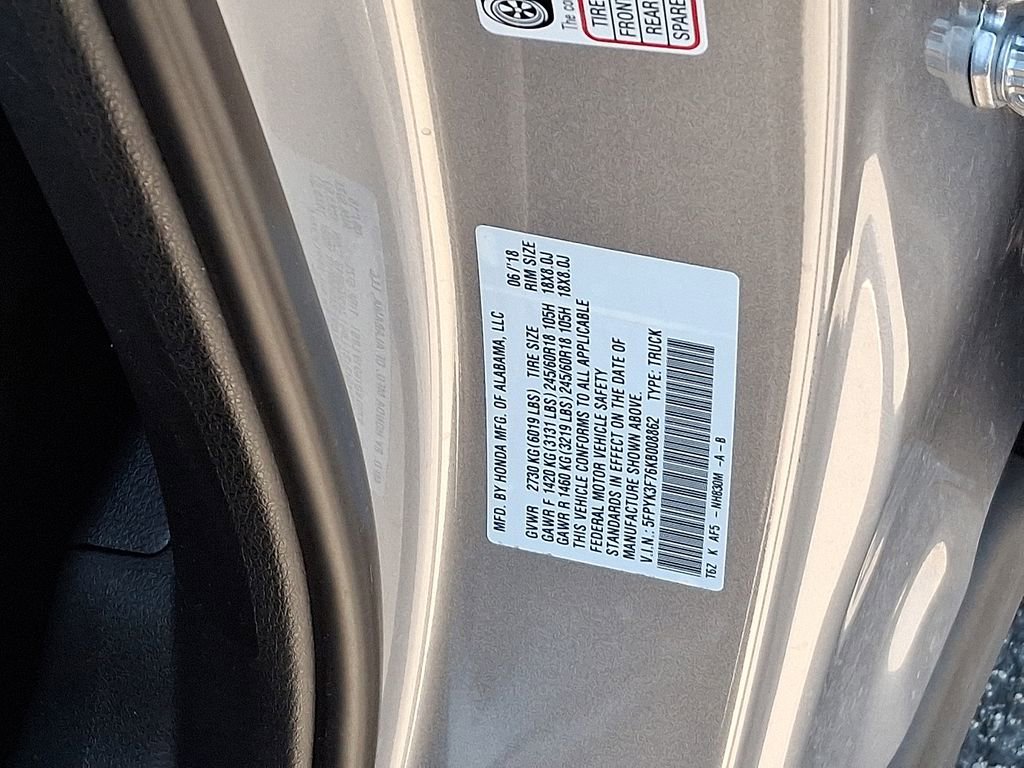 The co
TIRE
FRONT
REAR
SPARE
MFD. BY HONDA MFG. OF ALABAMA, LLC 06/'18
GVWR 2730 KG(6019 LBS) TIRE SIZE RIM SIZE
GAWR F 1420 KG(3131 LBS) 245/60R18 105H 18X8.0J
GAWR R 1460 KG(3219 LBS) 245/60R18 105H 18X8.0J
THIS VEHICLE CONFORMS TO ALL APPLICABLE
FEDERAL MOTOR VEHICLE SAFETY
STANDARDS IN EFFECT ON THE DATE OF
MANUFACTURE SHOWN ABOVE.
V.I.N.: 5FPYK3F76KB008862 TYPE: TRUCK
T6Z K AF5 -NH830M -A-B